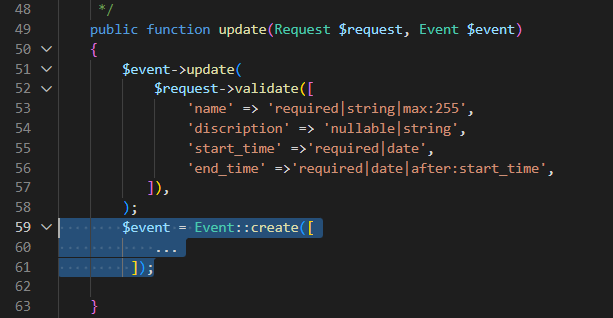 48 */
49 public function update(Request $request, Event $event)
50 {
51 $event->update(
52 $request->validate([
53 'name' => 'required|string|max:255',
54 'discription' => 'nullable|string',
55 'start_time' =>'required|date',
56 'end_time' =>'required|date|after:start_time',
57 ]),
58 );
59 $event = Event::create([
60 ...
61 ]);
62
63 }